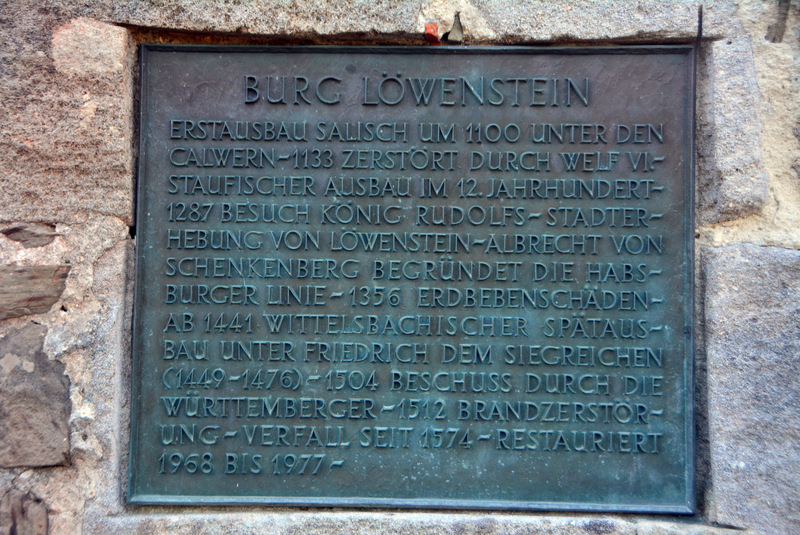 BURG LÖWENSTEIN
ERSTAUSBAU SALISCH UM 1100 UNTER DEN
CALWERN~1133 ZERSTÖRT DURCH WELF VI~
STAUFISCHER AUSBAU IM 12. JAHRHUNDERT~
1287 BESUCH KÖNIG RUDOLFS~STADTER-
HEBUNG VON LÖWENSTEIN~ALBRECHT VON
SCHENKENBERG BEGRÜNDET DIE HABS-
BURGER LINIE~1356 ERDBEBENSCHÄDEN~
AB 1441 WITTELSBACHISCHER SPÄTAUS-
BAU UNTER FRIEDRICH DEM SIEGREICHEN
(1449~1476)~1504 BESCHUSS DURCH DIE
WÜRTTEMBERGER~1512 BRANDZERSTÖR-
UNG~VERFALL SEIT 1574~RESTAURIERT
1968 BIS 1977~